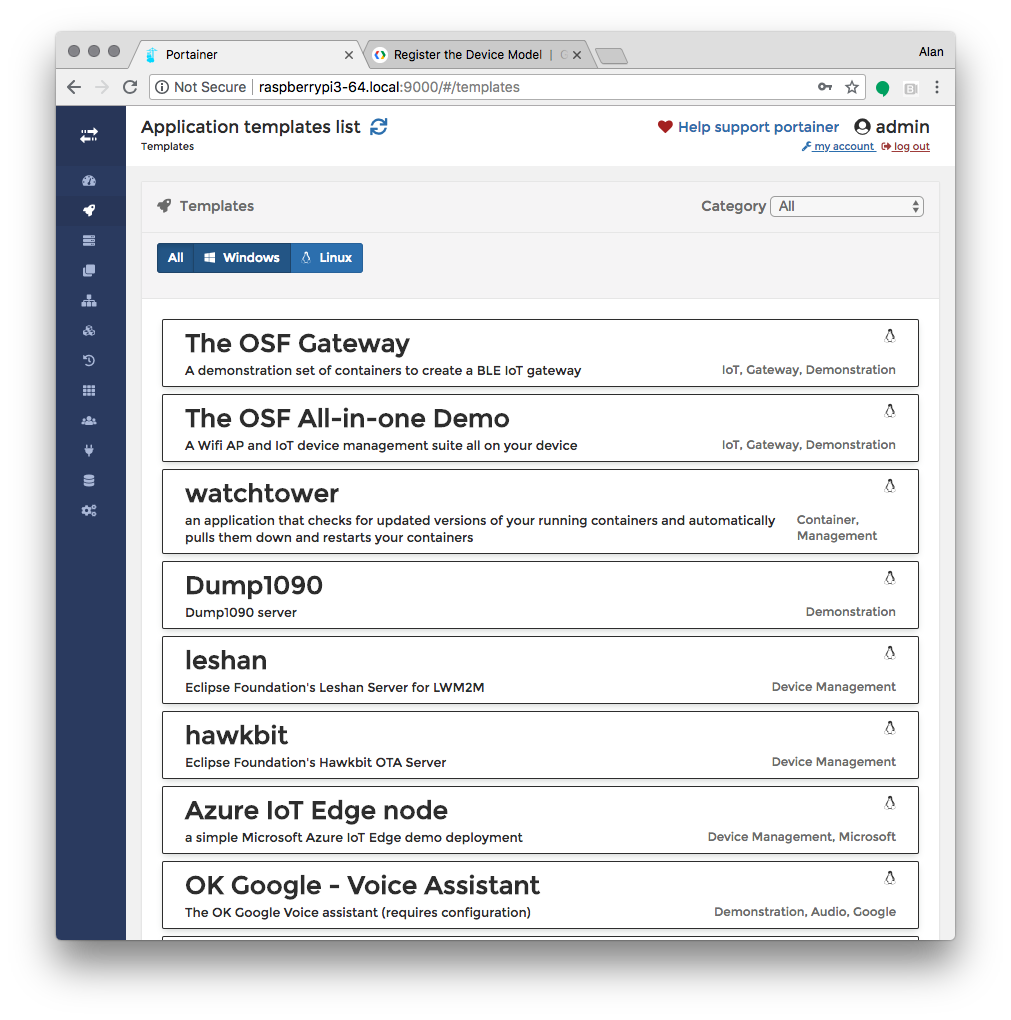 Portainer
Register the Device Model | G
Alan
Not Secure | raspberrypi3-64.local:9000/#/templates
Application templates list
Help support portainer
admin
Templates
my account
log out
Templates
Category
All
All
Windows
Linux
The OSF Gateway
A demonstration set of containers to create a BLE IoT gateway
IoT, Gateway, Demonstration
The OSF All-in-one Demo
A Wifi AP and IoT device management suite all on your device
IoT, Gateway, Demonstration
watchtower
an application that checks for updated versions of your running containers and automatically
pulls them down and restarts your containers
Container,
Management
Dump1090
Dump1090 server
Demonstration
leshan
Eclipse Foundation's Leshan Server for LWM2M
Device Management
hawkbit
Eclipse Foundation's Hawkbit OTA Server
Device Management
Azure IoT Edge node
a simple Microsoft Azure IoT Edge demo deployment
Device Management, Microsoft
OK Google - Voice Assistant
The OK Google Voice assistant (requires configuration)
Demonstration, Audio, Google